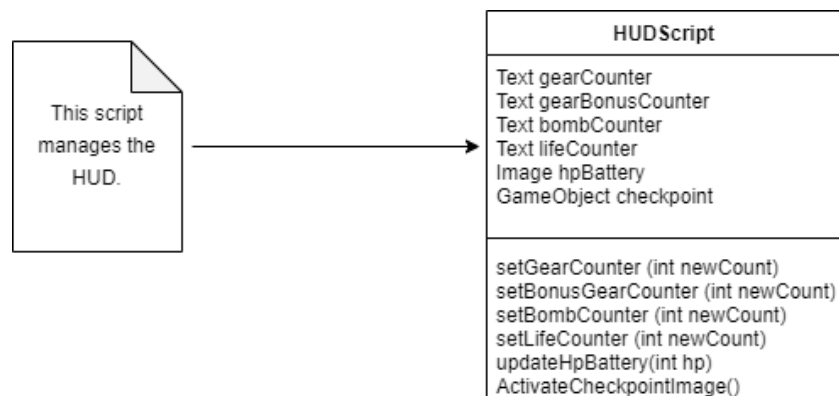 This script
manages the
HUD.
HUDScript
Text gearCounter
Text gearBonusCounter
Text bombCounter
Text lifeCounter
Image hpBattery
GameObject checkpoint
setGearCounter (int newCount)
setBonusGearCounter (int newCount)
setBombCounter (int newCount)
setLifeCounter (int newCount)
updateHpBattery(int hp)
ActivateCheckpointImage()